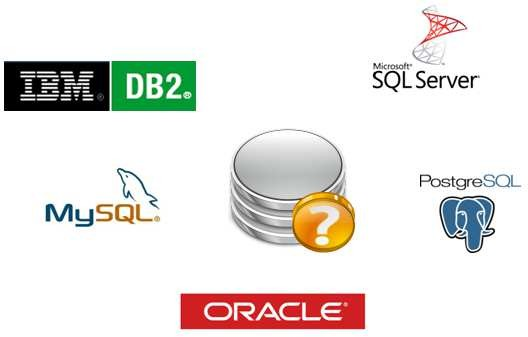 Microsoft®
SQL Server®
IBM® DB2®
PostgreSQL
MySQL®
?
ORACLE®